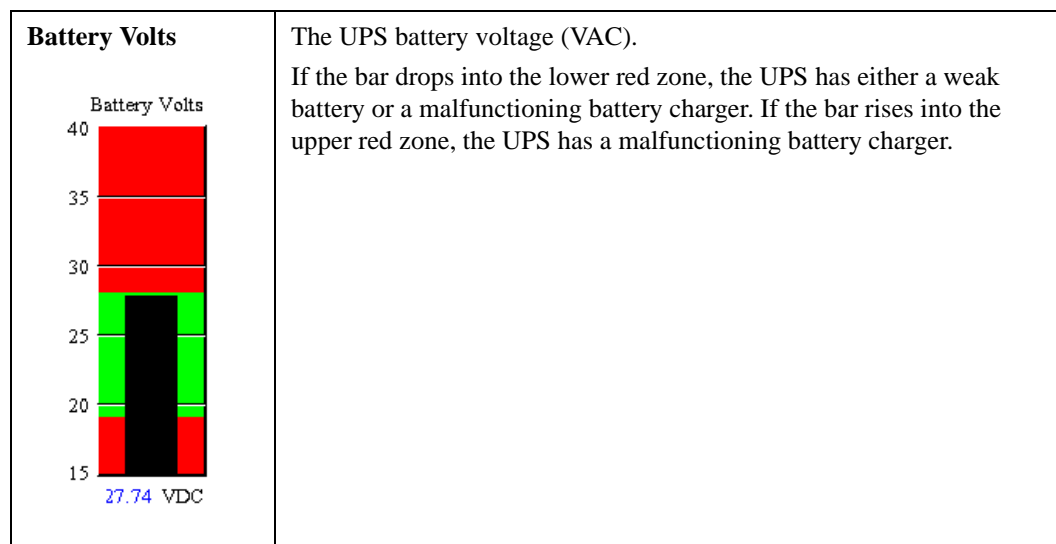 Battery Volts
Battery Volts
40
35
30
25
20
15
27.74 VDC
The UPS battery voltage (VAC).
If the bar drops into the lower red zone, the UPS has either a weak
battery or a malfunctioning battery charger. If the bar rises into the
upper red zone, the UPS has a malfunctioning battery charger.